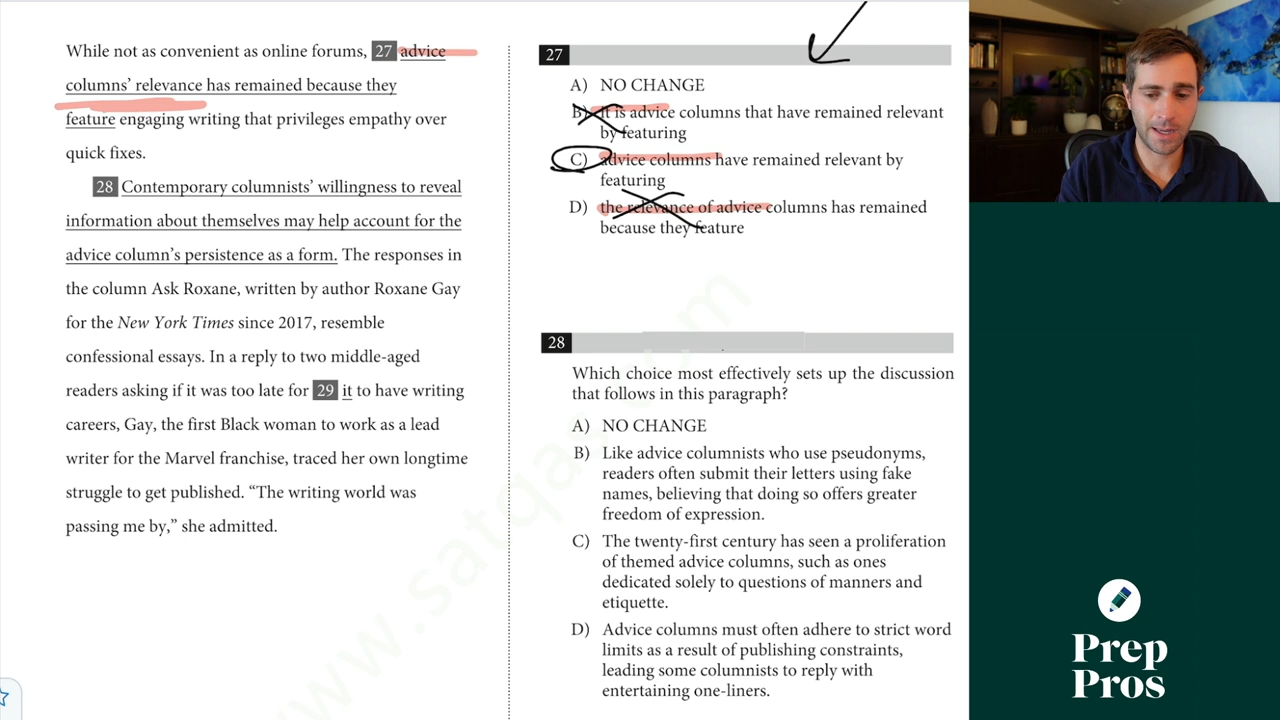 While not as convenient as online forums, 27 advice
columns’ relevance has remained because they
feature engaging writing that privileges empathy over
quick fixes.
28 Contemporary columnists’ willingness to reveal
information about themselves may help account for the
advice column’s persistence as a form. The responses in
the column Ask Roxane, written by author Roxane Gay
for the New York Times since 2017, resemble
confessional essays. In a reply to two middle-aged
readers asking if it was too late for 29 it to have writing
careers, Gay, the first Black woman to work as a lead
writer for the Marvel franchise, traced her own longtime
struggle to get published. “The writing world was
passing me by,” she admitted.
27
A) NO CHANGE
B) it is advice columns that have remained relevant
by featuring
C) advice columns have remained relevant by
featuring
D) the relevance of advice columns has remained
because they feature
28
Which choice most effectively sets up the discussion
that follows in this paragraph?
A) NO CHANGE
B) Like advice columnists who use pseudonyms,
readers often submit their letters using fake
names, believing that doing so offers greater
freedom of expression.
C) The twenty-first century has seen a proliferation
of themed advice columns, such as ones
dedicated solely to questions of manners and
etiquette.
D) Advice columns must often adhere to strict word
limits as a result of publishing constraints,
leading some columnists to reply with
entertaining one-liners.
Prep
Pros